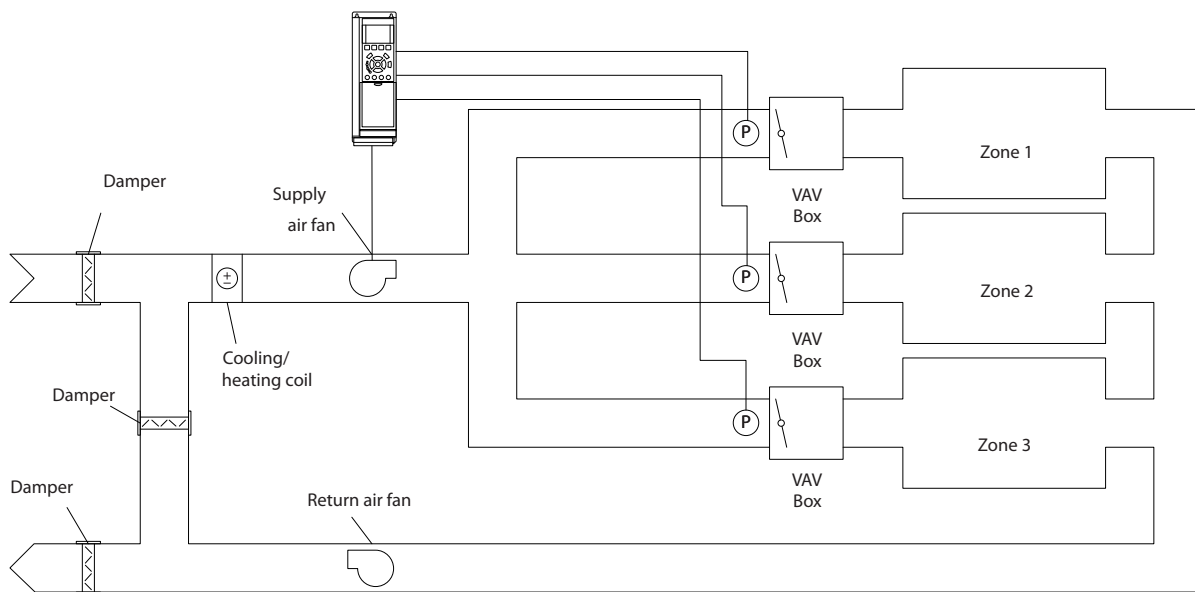 P
Zone 1
VAV
Box
Damper
Supply
air fan
±
P
Zone 2
VAV
Box
Cooling/
heating coil
Damper
P
Zone 3
VAV
Box
Damper
Return air fan